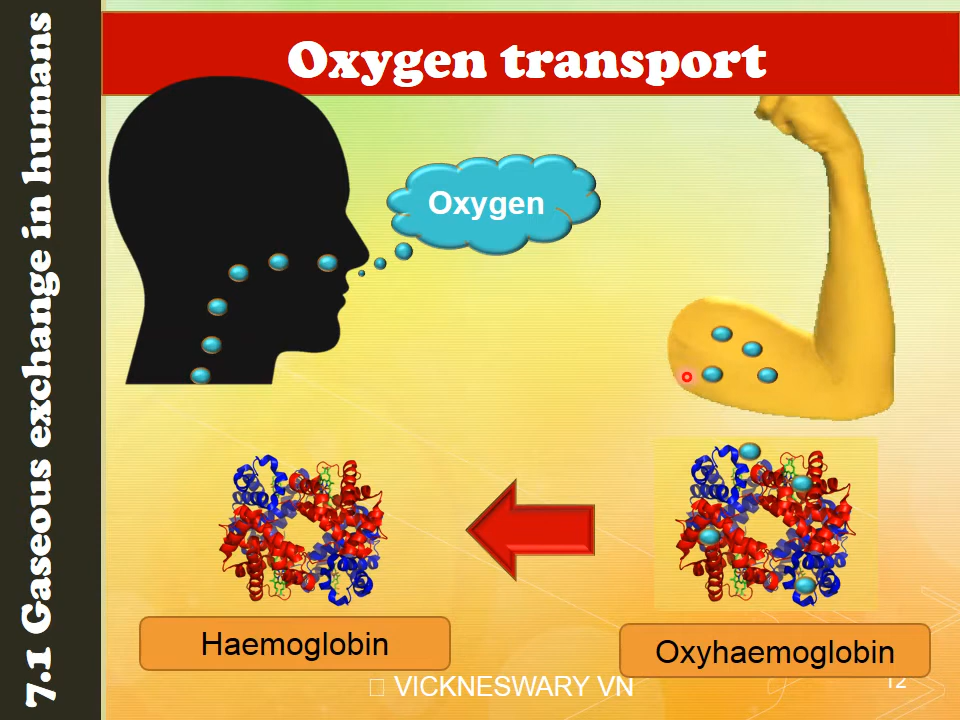 Oxygen transport
7.1 Gaseous exchange in humans
Oxygen
Haemoglobin
Oxyhaemoglobin
VICKNESWARY VN
12